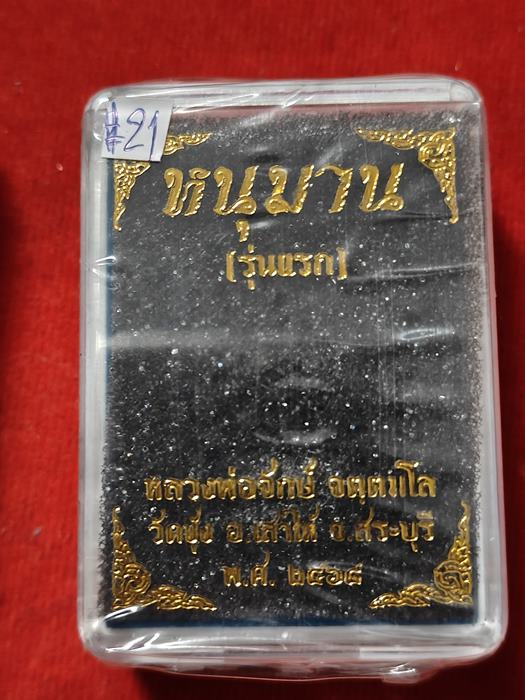 #21
หนุมาน
(รุ่นแรก)
หลวงพ่อจักษ์ จตฺตมโล
วัดชุ้ง อ.เสาไห้ จ.สระบุรี
พ.ศ. ๒๕๖๘